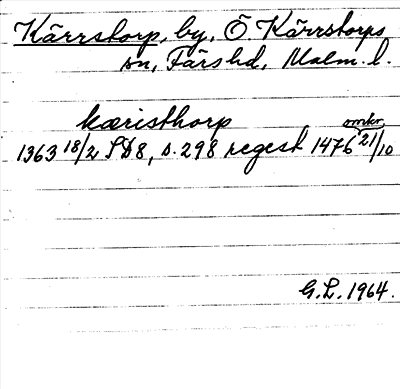 Kärrstorp, by, Ö Kärrstorps
sn, Färs hd, Malm. l.
kæristhorp
omkr
1363 18/2 SD8, s. 298 regest 1476 21/10
G.L. 1964.